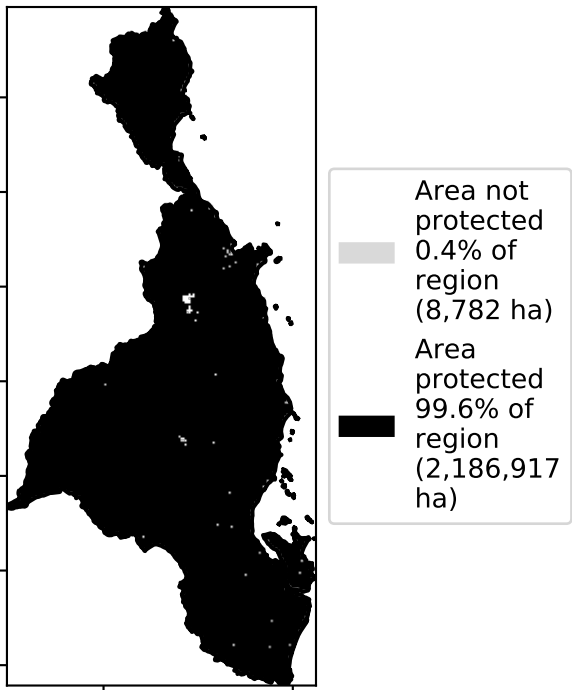 Area not
protected
0.4% of
region
(8,782 ha)
Area
protected
99.6% of
region
(2,186,917
ha)